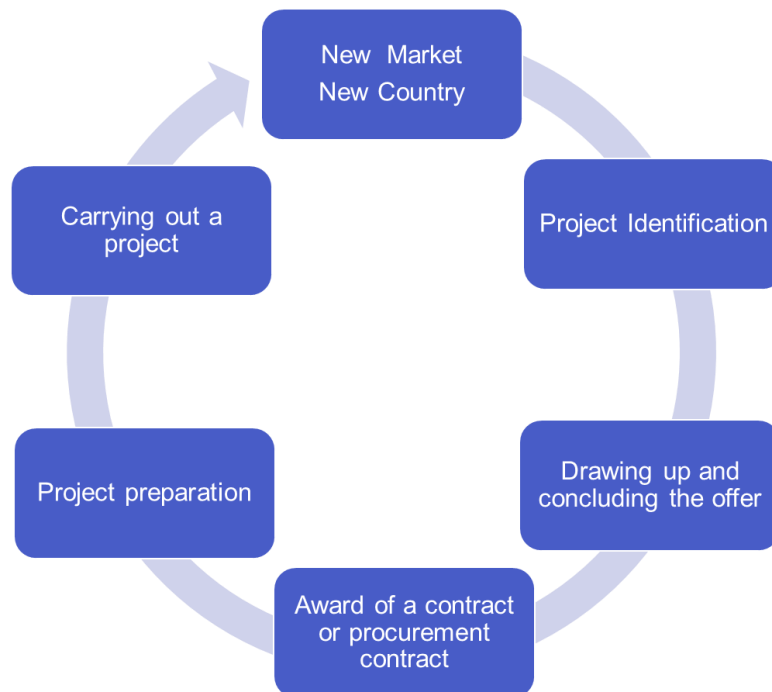 New Market
New Country
Project Identification
Drawing up and
concluding the offer
Award of a contract
or procurement
contract
Project preparation
Carrying out a
project